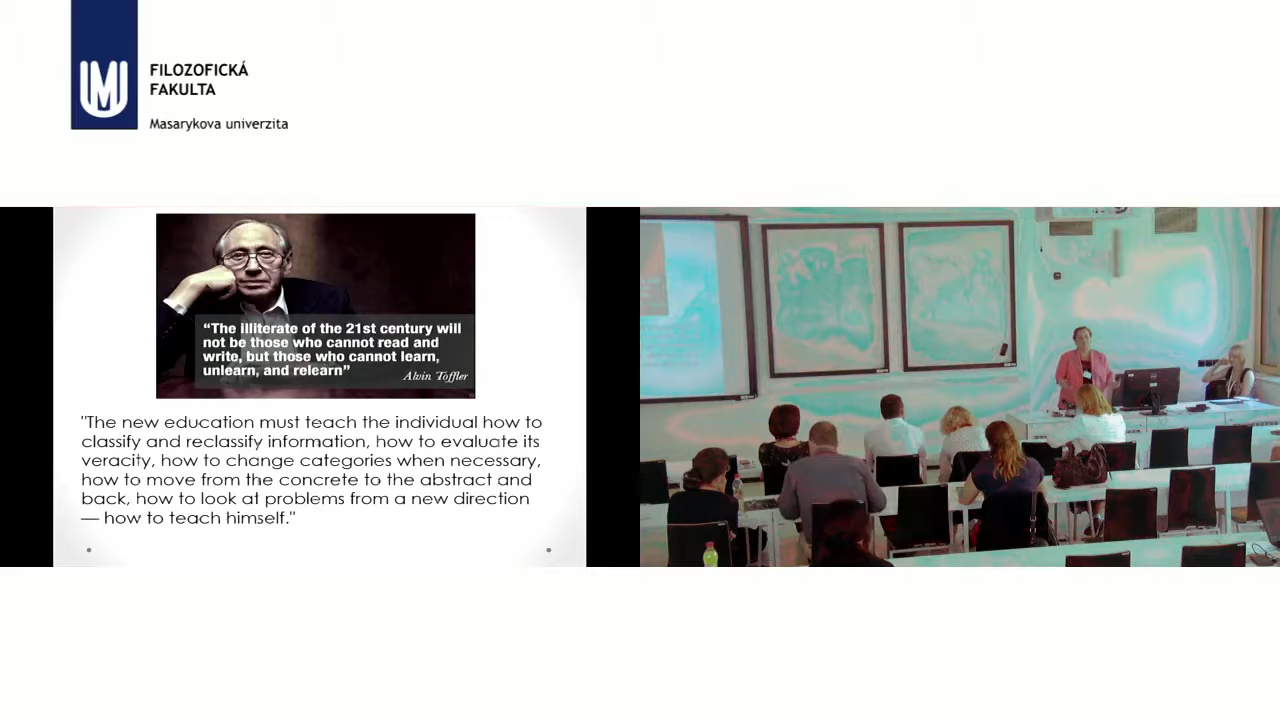 FILOZOFICKÁ
FAKULTA
Masarykova univerzita
“The illiterate of the 21st century will
not be those who cannot read and
write, but those who cannot learn,
unlearn, and relearn”
Alvin Toffler
"The new education must teach the individual how to
classify and reclassify information, how to evaluate its
veracity, how to change categories when necessary,
how to move from the concrete to the abstract and
back, how to look at problems from a new direction
— how to teach himself."